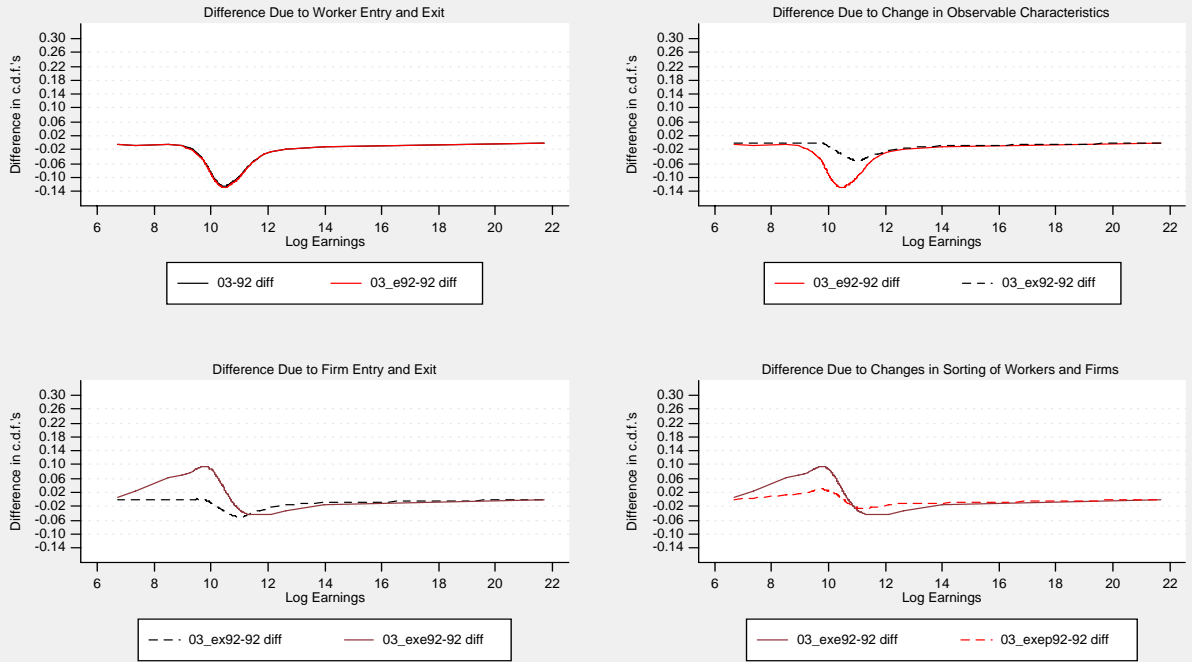 Difference Due to Worker Entry and Exit
Difference in c.d.f.'s
0.30
0.26
0.22
0.18
0.14
0.10
0.06
0.02
-0.02
-0.06
-0.10
-0.14
6 8 10 12 14 16 18 20 22
Log Earnings
03-92 diff 03_e92-92 diff
Difference Due to Change in Observable Characteristics
Difference in c.d.f.'s
0.30
0.26
0.22
0.18
0.14
0.10
0.06
0.02
-0.02
-0.06
-0.10
-0.14
6 8 10 12 14 16 18 20 22
Log Earnings
03_e92-92 diff 03_ex92-92 diff
Difference Due to Firm Entry and Exit
Difference in c.d.f.'s
0.30
0.26
0.22
0.18
0.14
0.10
0.06
0.02
-0.02
-0.06
-0.10
-0.14
6 8 10 12 14 16 18 20 22
Log Earnings
03_ex92-92 diff 03_exe92-92 diff
Difference Due to Changes in Sorting of Workers and Firms
Difference in c.d.f.'s
0.30
0.26
0.22
0.18
0.14
0.10
0.06
0.02
-0.02
-0.06
-0.10
-0.14
6 8 10 12 14 16 18 20 22
Log Earnings
03_exe92-92 diff 03_exep92-92 diff